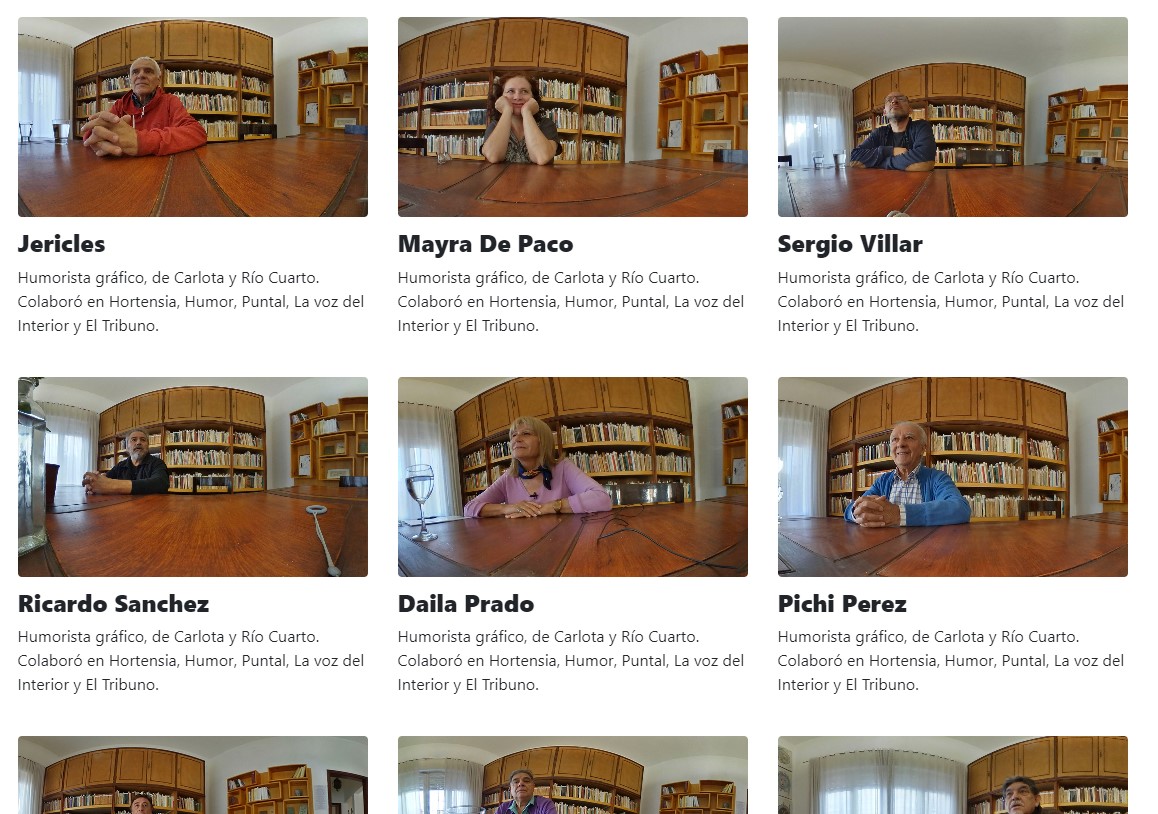 Jericles
Humorista gráfico, de Carlota y Río Cuarto.
Colaboró en Hortensia, Humor, Puntal, La voz del
Interior y El Tribuno.
Mayra De Paco
Humorista gráfico, de Carlota y Río Cuarto.
Colaboró en Hortensia, Humor, Puntal, La voz del
Interior y El Tribuno.
Sergio Villar
Humorista gráfico, de Carlota y Río Cuarto.
Colaboró en Hortensia, Humor, Puntal, La voz del
Interior y El Tribuno.
Ricardo Sanchez
Humorista gráfico, de Carlota y Río Cuarto.
Colaboró en Hortensia, Humor, Puntal, La voz del
Interior y El Tribuno.
Daila Prado
Humorista gráfico, de Carlota y Río Cuarto.
Colaboró en Hortensia, Humor, Puntal, La voz del
Interior y El Tribuno.
Pichi Perez
Humorista gráfico, de Carlota y Río Cuarto.
Colaboró en Hortensia, Humor, Puntal, La voz del
Interior y El Tribuno.